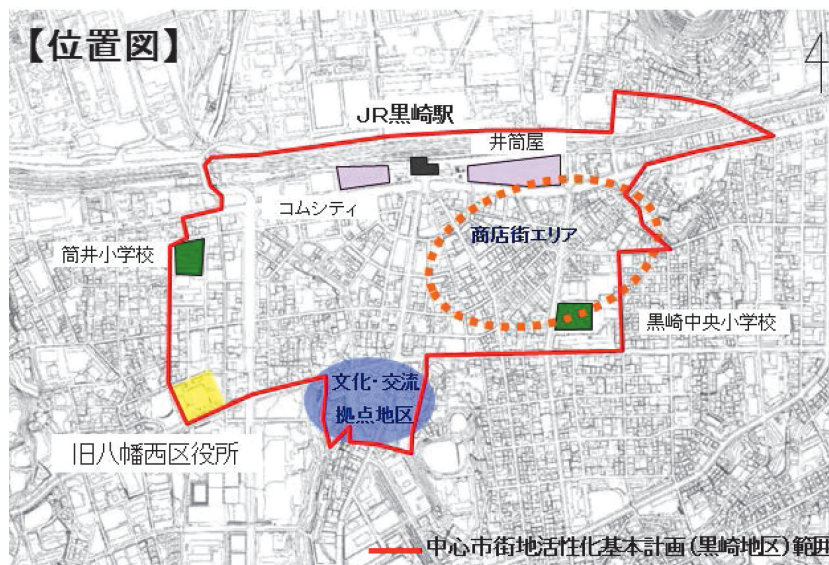 【位置図】
JR黒崎駅
井筒屋
コムシティ
商店街エリア
筒井小学校
黒崎中央小学校
文化・交流
拠点地区
旧八幡西区役所
中心市街地活性化基本計画(黒崎地区)範囲